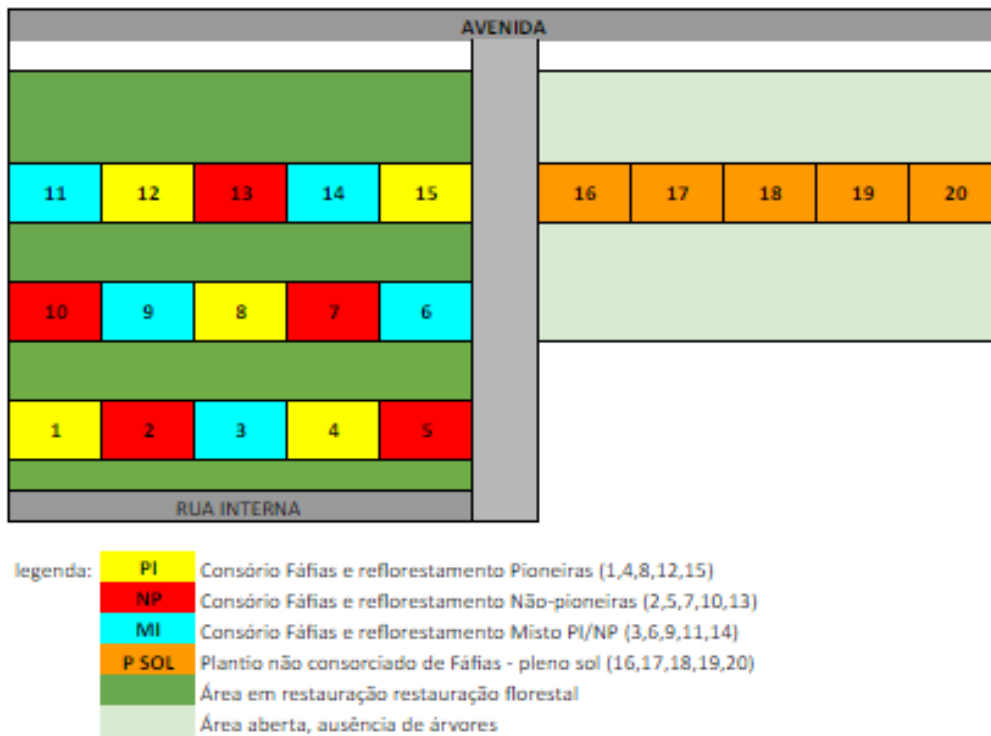 AVENIDA
11 12 13 14 15 16 17 18 19 20
10 9 8 7 6
1 2 3 4 5
RUA INTERNA
legenda:
PI Consório Fáfias e reflorestamento Pioneiras (1,4,8,12,15)
NP Consório Fáfias e reflorestamento Não-pioneiras (2,5,7,10,13)
MI Consório Fáfias e reflorestamento Misto PI/NP (3,6,9,11,14)
P SOL Plantio não consorciado de Fáfias - pleno sol (16,17,18,19,20)
Área em restauração restauração florestal
Área aberta, ausência de árvores